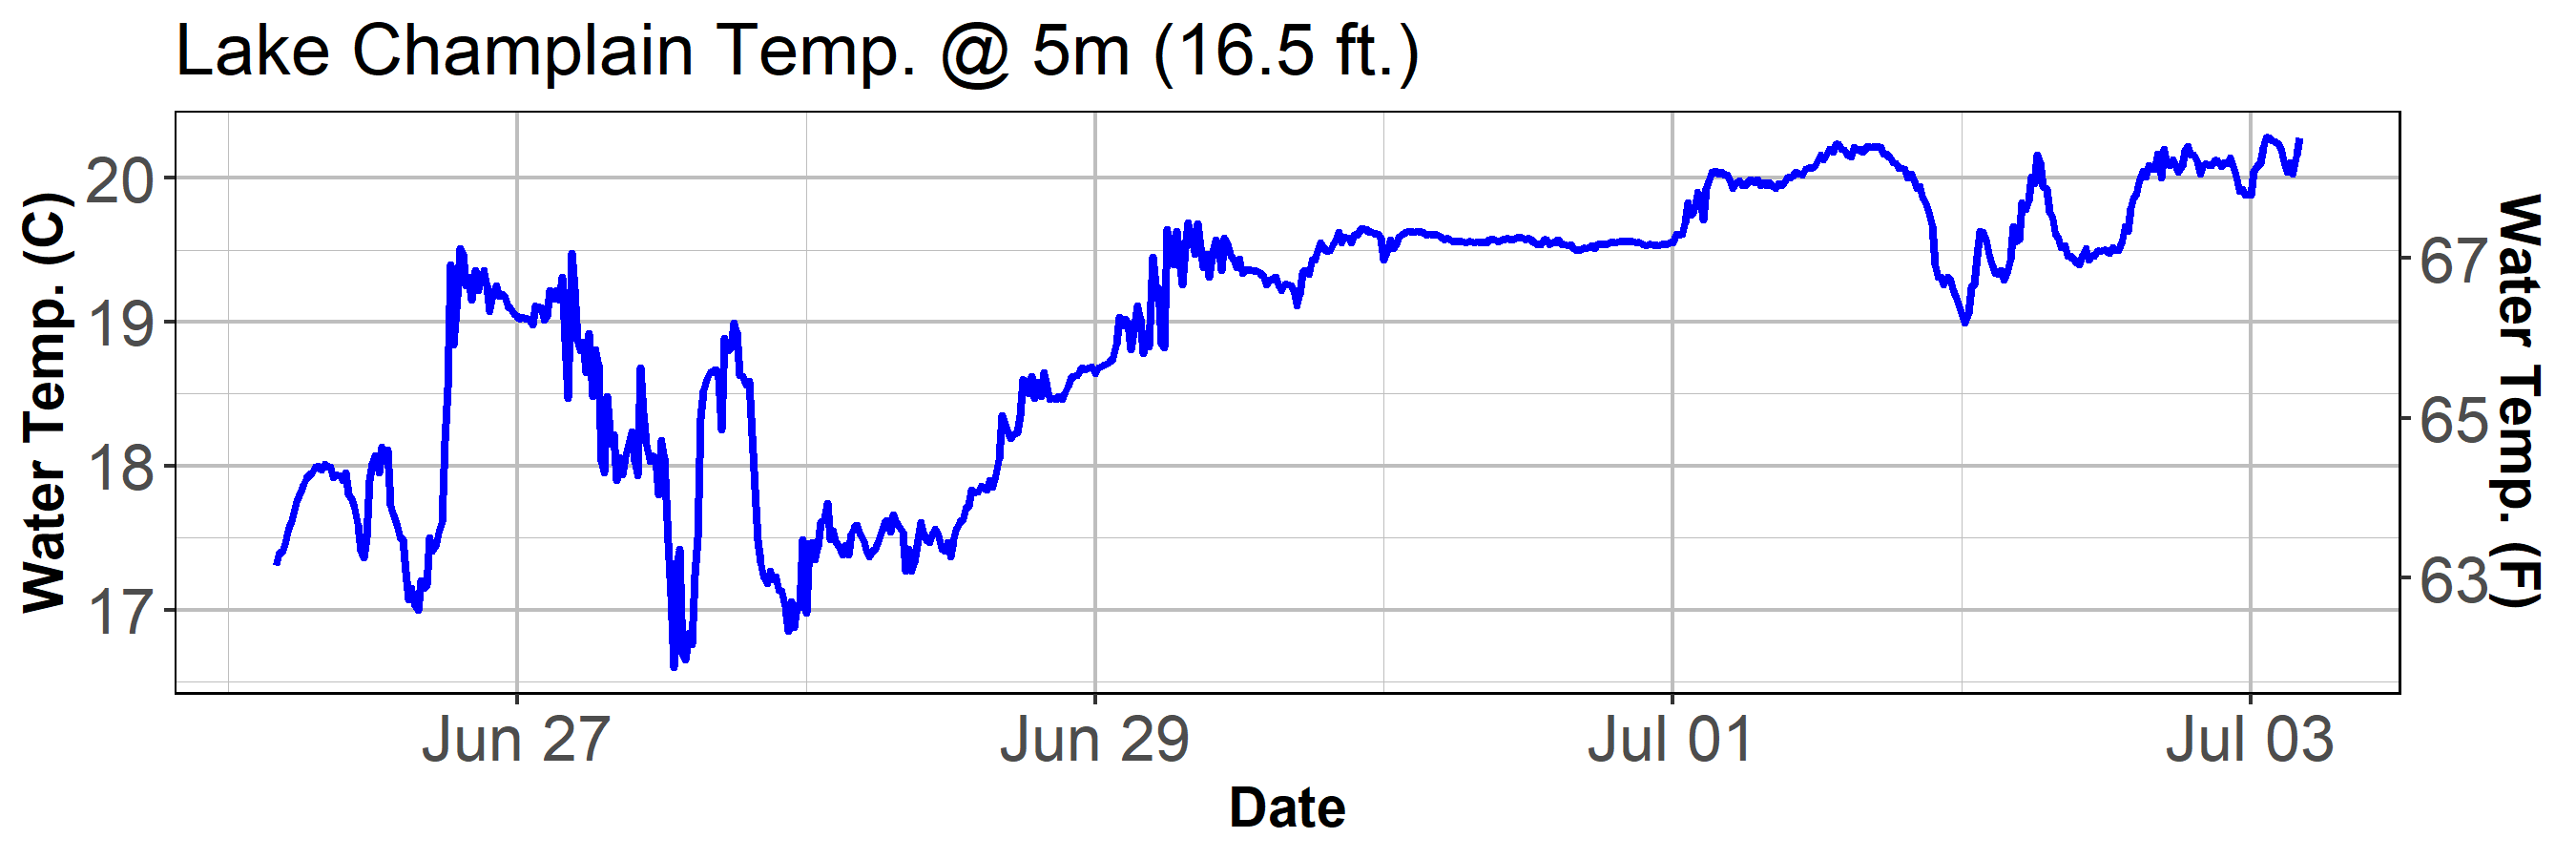 Lake Champlain Temp. @ 5m (16.5 ft.)
Water Temp. (C)
20
19
18
17
67
65
63
Water Temp. (F)
Jun 27
Jun 29
Jul 01
Jul 03
Date